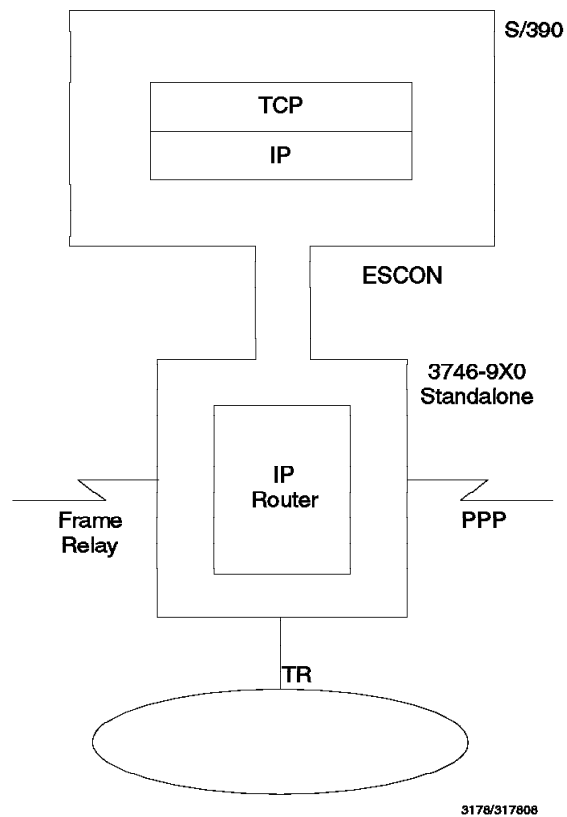 S/390
TCP
IP
ESCON
3746-9X0
Standalone
IP
Router
Frame
Relay
PPP
TR
3178/317808